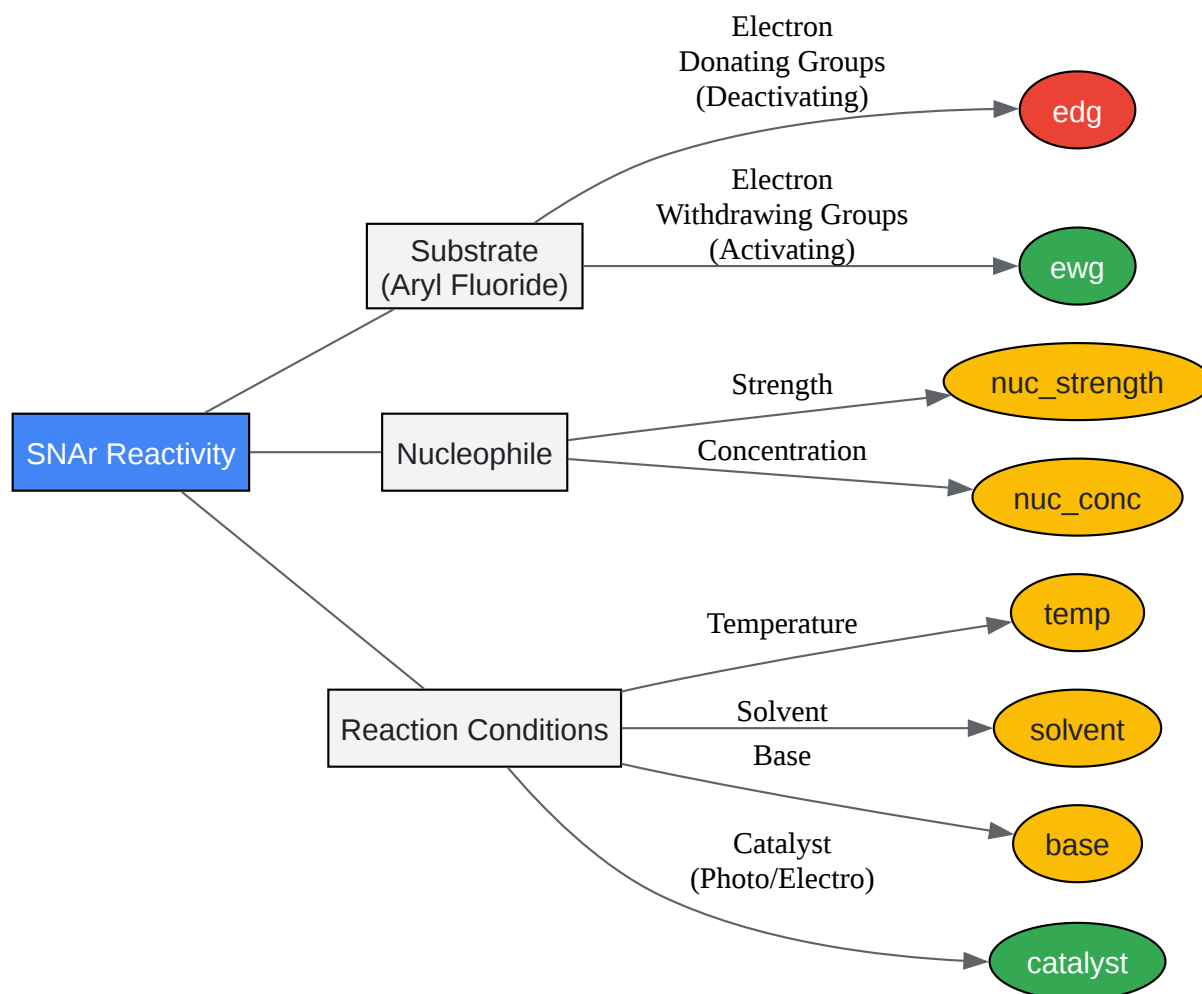 Electron
Donating Groups
(Deactivating)
edg
Electron
Withdrawing Groups
(Activating)
ewg
Substrate
(Aryl Fluoride)
Strength
nuc_strength
SNAr Reactivity
Nucleophile
Concentration
nuc_conc
Temperature
temp
Reaction Conditions
Solvent
solvent
Base
base
Catalyst
(Photo/Electro)
catalyst